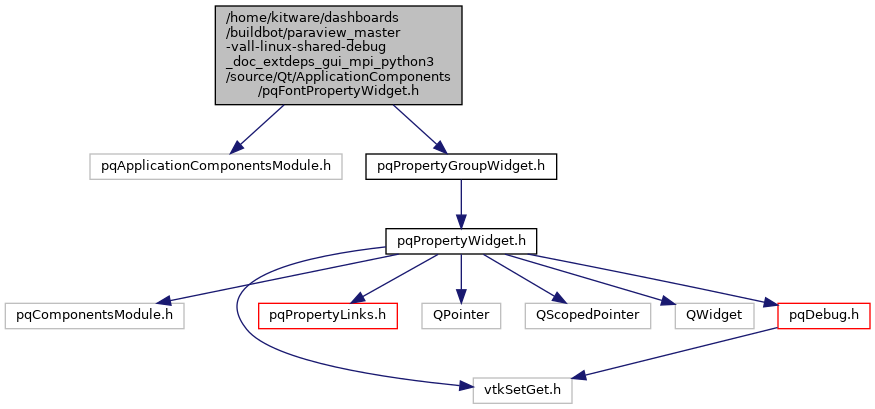 /home/kitware/dashboards
/buildbot/paraview_master
-vall-linux-shared-debug
_doc_extdeps_gui_mpi_python3
/source/Qt/ApplicationComponents
/pqFontPropertyWidget.h
pqApplicationComponentsModule.h
pqPropertyGroupWidget.h
pqPropertyWidget.h
pqComponentsModule.h
pqPropertyLinks.h
QPointer
QScopedPointer
QWidget
pqDebug.h
vtkSetGet.h